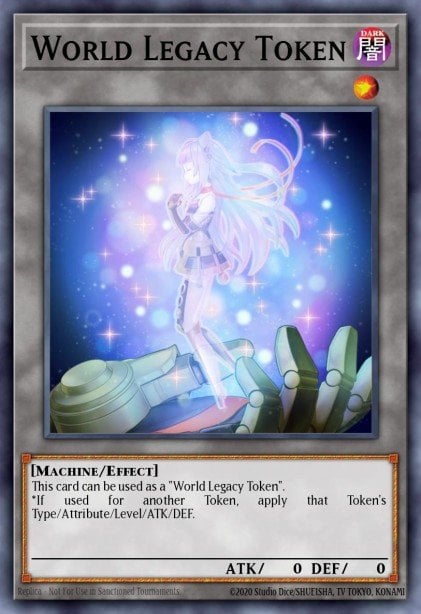 WORLD LEGACY TOKEN
DARK
闇
[MACHINE/EFFECT]
This card can be used as a "World Legacy Token".
*If used for another Token, apply that Token's
Type/Attribute/Level/ATK/DEF.
ATK/ 0 DEF/ 0
Replica - Not For Use in Sanctioned Tournaments. ©2020 Studio Dice/SHUEISHA, TV TOKYO, KONAMI